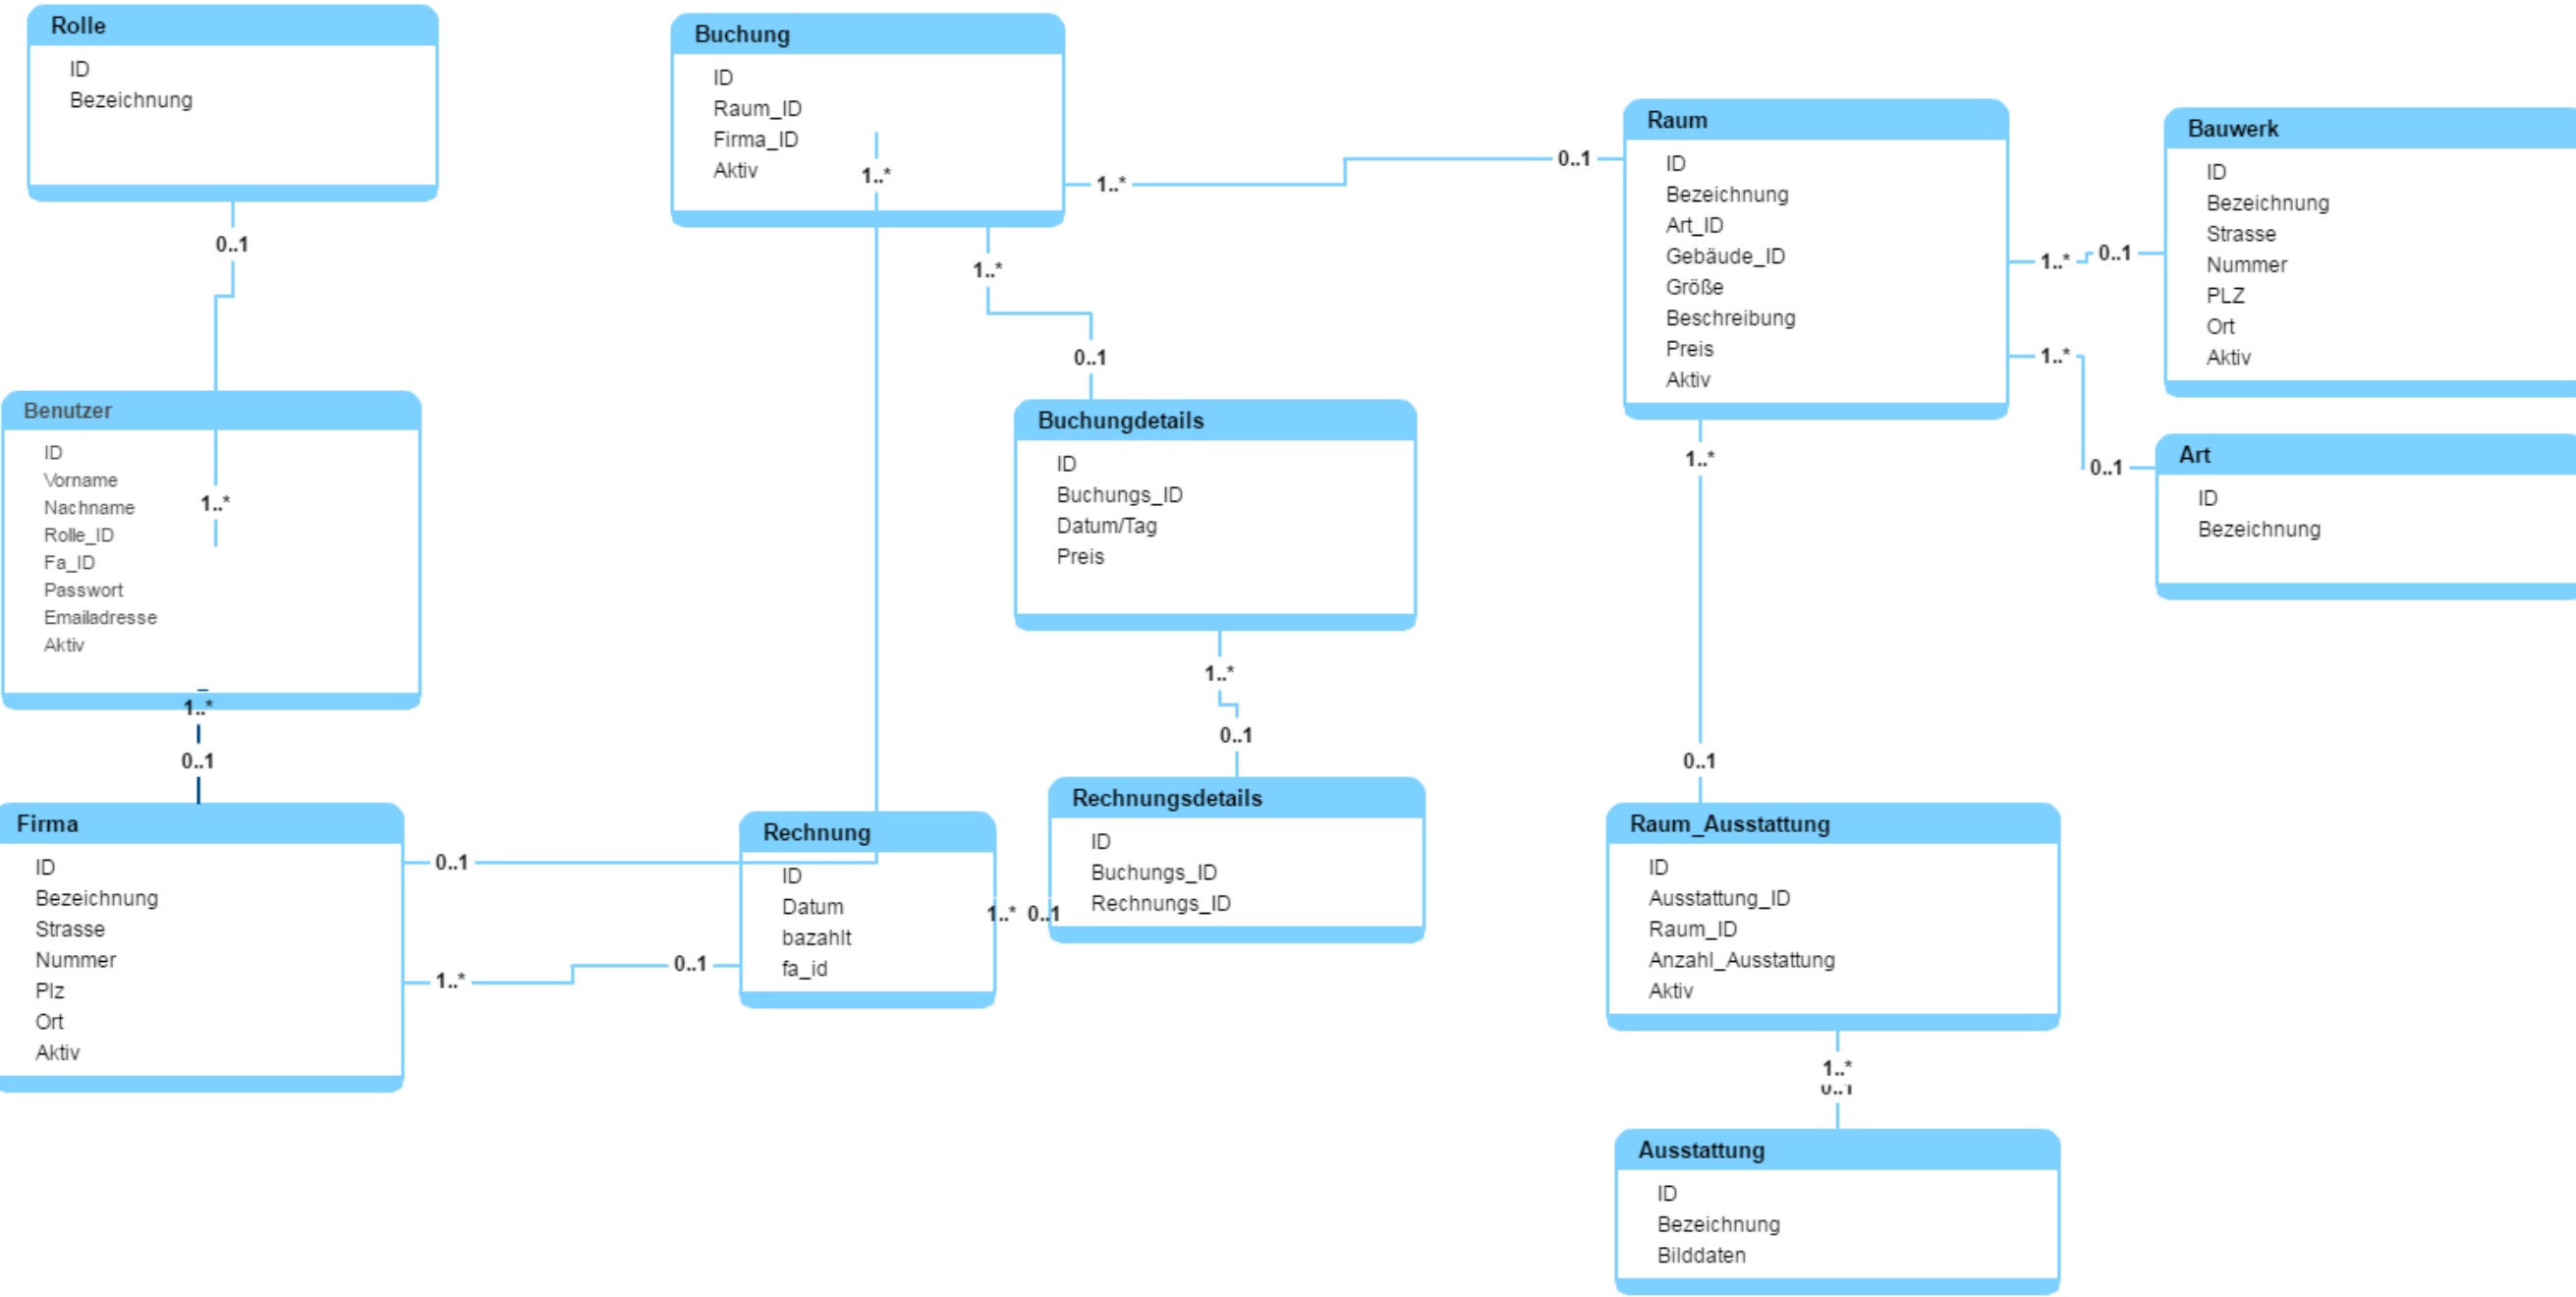 Rolle
ID
Bezeichnung
0..1
Benutzer
ID
Vorname
Nachname
1..*
Rolle_ID
Fa_ID
Passwort
Emailadresse
Aktiv
1..*
0..1
Firma
ID
Bezeichnung
Strasse
Nummer
Plz
Ort
Aktiv
0..1
1..*
Buchung
ID
Raum_ID
Firma_ID
Aktiv
1..*
1..*
0..1
1..*
0..1
Buchungdetails
ID
Buchungs_ID
Datum/Tag
Preis
1..*
0..1
Rechnung
ID
Datum
bazahlt
fa_id
0..1
1..* 0..1
Rechnungsdetails
ID
Buchungs_ID
Rechnungs_ID
Raum
ID
Bezeichnung
Art_ID
Gebäude_ID
Größe
Beschreibung
Preis
Aktiv
1..* 0..1
1..*
0..1
1..*
0..1
Bauwerk
ID
Bezeichnung
Strasse
Nummer
PLZ
Ort
Aktiv
Art
ID
Bezeichnung
Raum_Ausstattung
ID
Ausstattung_ID
Raum_ID
Anzahl_Ausstattung
Aktiv
1..*
0..1
Ausstattung
ID
Bezeichnung
Bilddaten